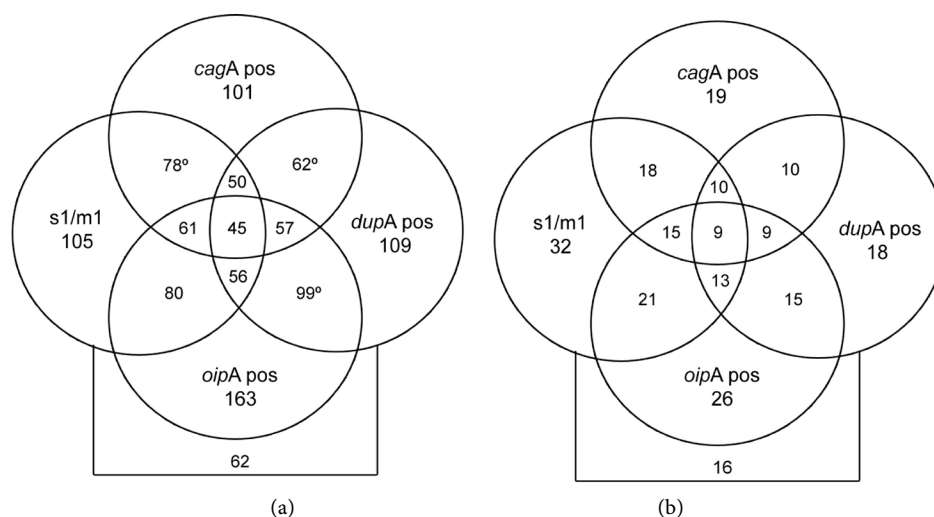 cagA pos
101
78º
62º
50
s1/m1
105
61
45
57
dupA pos
109
80
56
99º
oipA pos
163
62
(a)
cagA pos
19
18
10
10
s1/m1
32
15
9
9
dupA pos
18
21
13
15
oipA pos
26
16
(b)